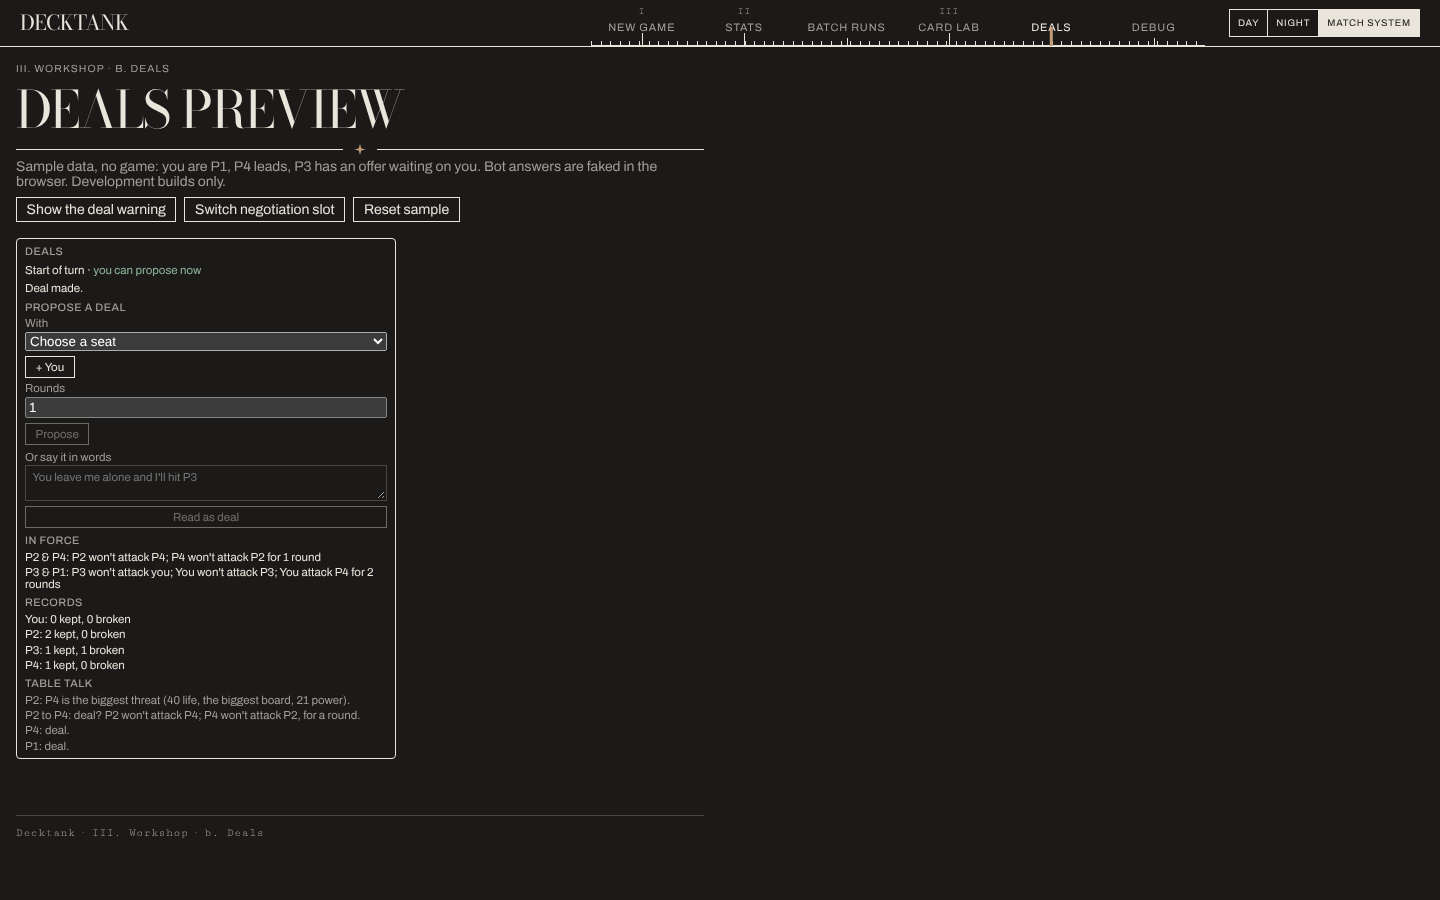 DECKTANK
I
NEW GAME
II
STATS
BATCH RUNS
III
CARD LAB
DEALS
DEBUG
DAY
NIGHT
MATCH SYSTEM
III. WORKSHOP · B. DEALS
DEALS PREVIEW
Sample data, no game: you are P1, P4 leads, P3 has an offer waiting on you. Bot answers are faked in the
browser. Development builds only.
Show the deal warning
Switch negotiation slot
Reset sample
DEALS
Start of turn · you can propose now
Deal made.
PROPOSE A DEAL
With
Choose a seat
+ You
Rounds
1
Propose
Or say it in words
You leave me alone and I'll hit P3
Read as deal
IN FORCE
P2 & P4: P2 won't attack P4; P4 won't attack P2 for 1 round
P3 & P1: P3 won't attack you; You won't attack P3; You attack P4 for 2
rounds
RECORDS
You: 0 kept, 0 broken
P2: 2 kept, 0 broken
P3: 1 kept, 1 broken
P4: 1 kept, 0 broken
TABLE TALK
P2: P4 is the biggest threat (40 life, the biggest board, 21 power).
P2 to P4: deal? P2 won't attack P4; P4 won't attack P2, for a round.
P4: deal.
P1: deal.
Decktank · III. Workshop · b. Deals